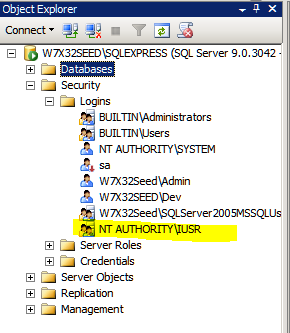 Object Explorer
Connect
W7X32SEED\SQLEXPRESS (SQL Server 9.0.3042 -
Databases
Security
Logins
BUILTIN\Administrators
BUILTIN\Users
NT AUTHORITY\SYSTEM
sa
W7X32Seed\Admin
W7X32SEED\Dev
W7X32Seed\SQLServer2005MSSQLUs
NT AUTHORITY\IUSR
Server Roles
Credentials
Server Objects
Replication
Management